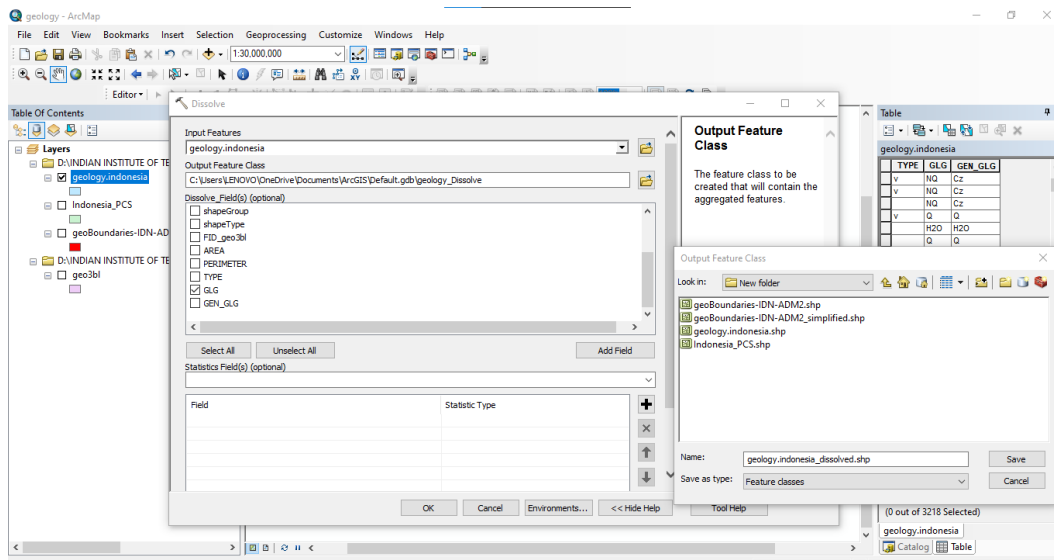 geology - ArcMap
File Edit View Bookmarks Insert Selection Geoprocessing Customize Windows Help
1:30,000,000
Editor
Table Of Contents
Layers
D:\INDIAN INSTITUTE OF TE
geology.indonesia
Indonesia_PCS
geoBoundaries-IDN-AD
D:\INDIAN INSTITUTE OF TE
geo3bl
Dissolve
Input Features
geology.indonesia
Output Feature Class
C:\Users\LENOVO\OneDrive\Documents\ArcGIS\Default.gdb\geology_Dissolve
Dissolve_Field(s) (optional)
shapeGroup
shapeType
FID_geo3bl
AREA
PERIMETER
TYPE
GLG
GEN_GLG
Select All Unselect All Add Field
Statistics Field(s) (optional)
Field Statistic Type
OK Cancel Environments... << Hide Help Tool Help
Output Feature
Class
The feature class to be
created that will contain the
aggregated features.
Table
geology.indonesia
TYPE GLG GEN_GLG
v NQ Cz
v NQ Cz
NQ Cz
v Q Q
H2O H2O
Q Q
Output Feature Class
Look in: New folder
geoBoundaries-IDN-ADM2.shp
geoBoundaries-IDN-ADM2_simplified.shp
geology.indonesia.shp
Indonesia_PCS.shp
Name: geology.indonesia_dissolved.shp Save
Save as type: Feature classes Cancel
(0 out of 3218 Selected)
geology.indonesia
Catalog Table